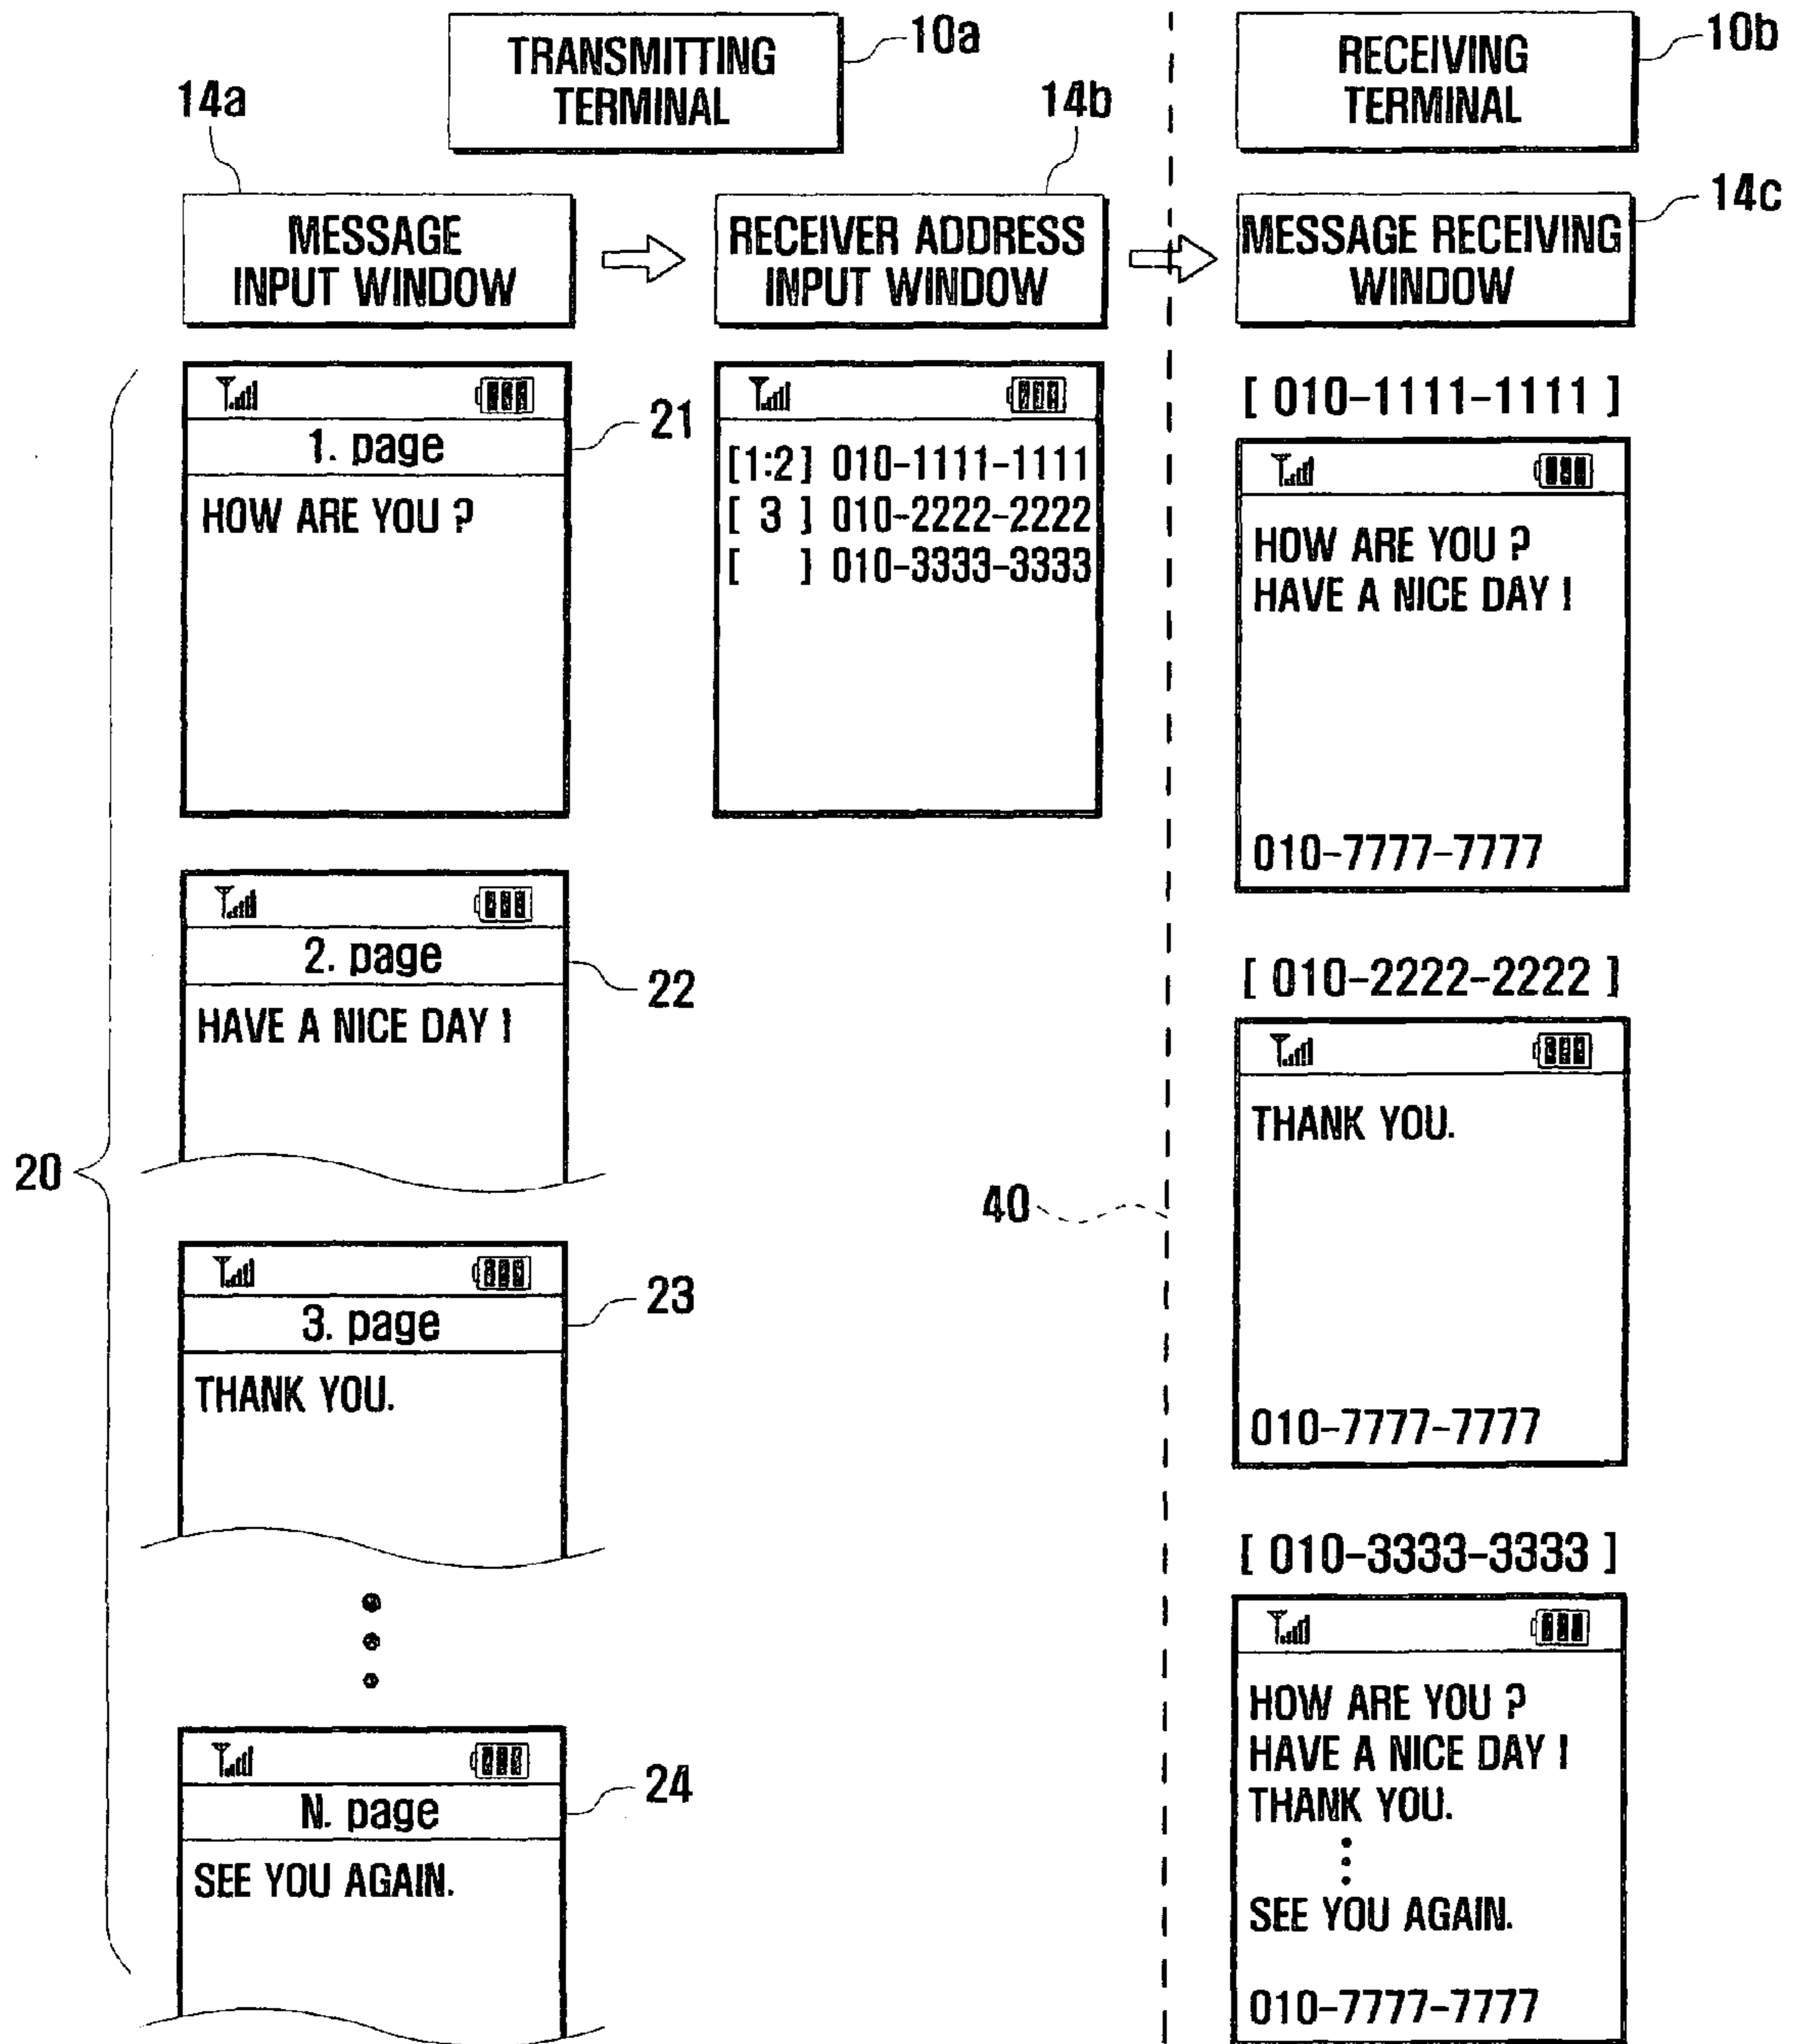 TRANSMITTING
TERMINAL
10a
RECEIVING
TERMINAL
10b
14a
14b
14c
MESSAGE
INPUT WINDOW
RECEIVER ADDRESS
INPUT WINDOW
MESSAGE RECEIVING
WINDOW
20
1. page
21
HOW ARE YOU ?
2. page
22
HAVE A NICE DAY !
3. page
23
THANK YOU.
N. page
24
SEE YOU AGAIN.
[1:2] 010-1111-1111
[ 3 ] 010-2222-2222
[ ] 010-3333-3333
40
[ 010-1111-1111 ]
HOW ARE YOU ?
HAVE A NICE DAY !
010-7777-7777
[ 010-2222-2222 ]
THANK YOU.
010-7777-7777
[ 010-3333-3333 ]
HOW ARE YOU ?
HAVE A NICE DAY !
THANK YOU.
SEE YOU AGAIN.
010-7777-7777